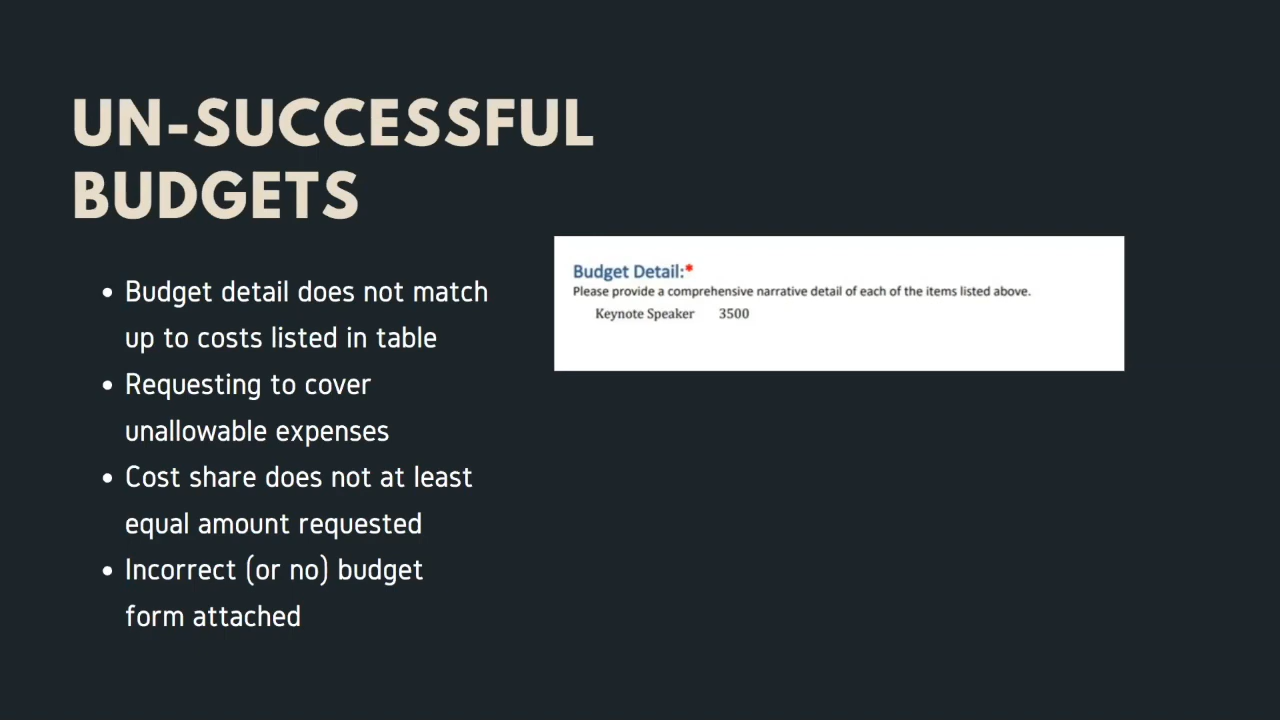 UN-SUCCESSFUL
BUDGETS
• Budget detail does not match
up to costs listed in table
• Requesting to cover
unallowable expenses
• Cost share does not at least
equal amount requested
• Incorrect (or no) budget
form attached
Budget Detail:*
Please provide a comprehensive narrative detail of each of the items listed above.
Keynote Speaker 3500